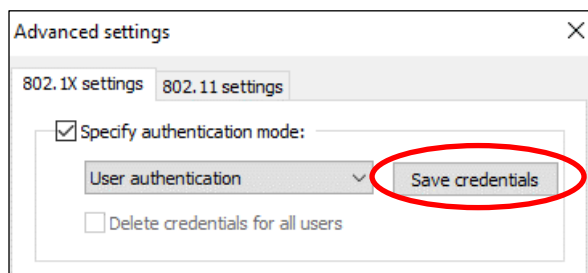 Advanced settings
802.1X settings 802.11 settings
Specify authentication mode:
User authentication Save credentials
Delete credentials for all users